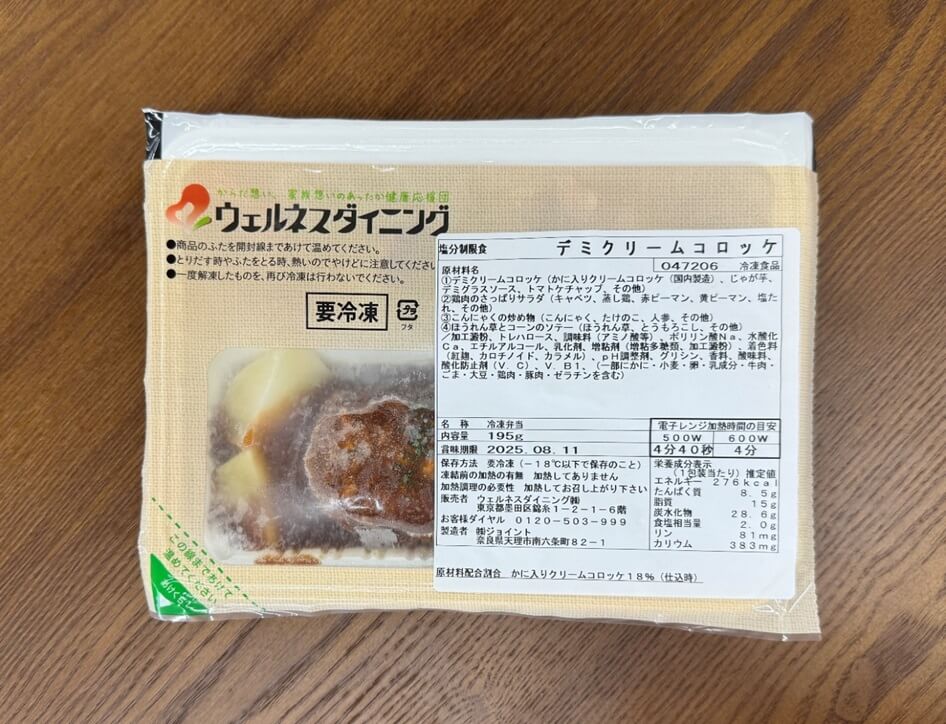 からだ想い、家族想いのあったか健康応援団
ウェルネスダイニング
●商品のふたを開封線まであけて温めてください。
●とりだす時やふたをとる時、熱いのでやけどに注意してください
●一度解凍したものを、再び冷凍は行わないでください。
要冷凍
プラ
フタ
この線まであけて
温めてください
塩分制限食
デミクリームコロッケ
047206 冷凍食品
原材料名
①デミクリームコロッケ（かに入りクリームコロッケ（国内製造）、じゃが芋、
デミグラスソース、トマトケチャップ、その他）
②鶏肉のさっぱりサラダ（キャベツ、蒸し鶏、赤ピーマン、黄ピーマン、塩た
れ、その他）
③こんにゃくの炒め物（こんにゃく、たけのこ、人参、その他）
④ほうれん草とコーンのソテー（ほうれん草、とうもろこし、その他）
／加工澱粉、トレハロース、調味料（アミノ酸等）、ポリリン酸Ｎａ、水酸化
Ｃａ、エチルアルコール、乳化剤、増粘剤（増粘多糖類、加工澱粉）、着色料
（紅麹、カロチノイド、カラメル）、ｐＨ調整剤、グリシン、香料、酸味料、
酸化防止剤（Ｖ．Ｃ）、Ｖ．Ｂ１、（一部にかに・小麦・卵・乳成分・牛肉・
ごま・大豆・鶏肉・豚肉・ゼラチンを含む）
名 称 冷凍弁当
内容量 195g
賞味期限 2025.08.11
保存方法 要冷凍（－１８℃以下で保存のこと）
凍結前の加熱の有無 加熱してありません
加熱調理の必要性 加熱してお召し上がり下さい
販売者 ウェルネスダイニング㈱
東京都墨田区錦糸１－２－１－６階
お客様ダイヤル ０１２０－５０３－９９９
製造者 ㈱ジョイント
奈良県天理市南六条町８２－１
電子レンジ加熱時間の目安
500W 600W
4分40秒 4分
栄養成分表示
（１包装当たり）推定値
エネルギー 276kcal
たんぱく質 8.5g
脂質 15g
炭水化物 28.6g
食塩相当量 2.0g
リン 81mg
カリウム 383mg
原材料配合割合 かに入りクリームコロッケ１８％（仕込時）